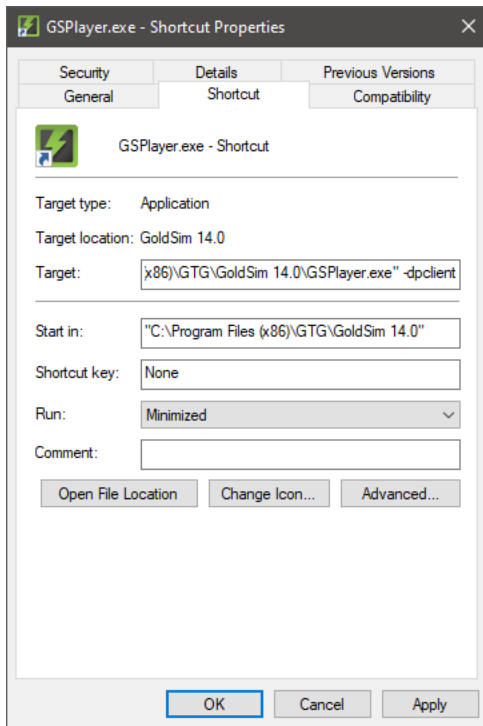 GSPlayer.exe - Shortcut Properties
Security Details Previous Versions
General Shortcut Compatibility
GSPlayer.exe - Shortcut
Target type: Application
Target location: GoldSim 14.0
Target: x86)\GTG\GoldSim 14.0\GSPlayer.exe" -dpclient
Start in: "C:\Program Files (x86)\GTG\GoldSim 14.0"
Shortcut key: None
Run: Minimized
Comment:
Open File Location Change Icon... Advanced...
OK Cancel Apply